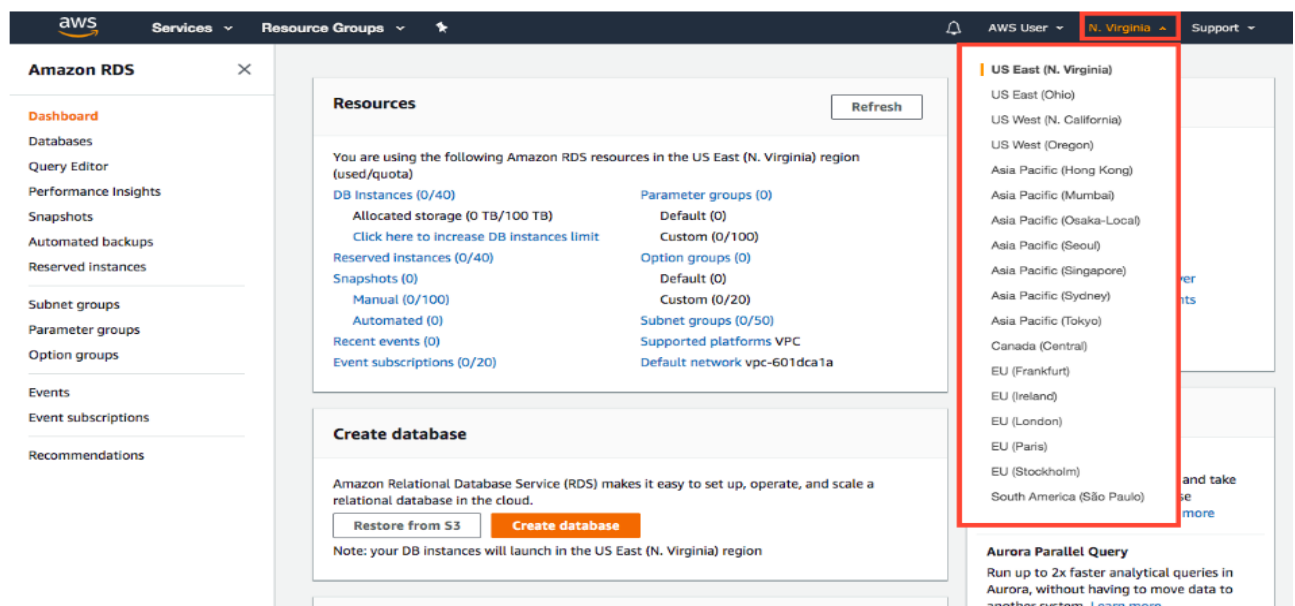 aws Services Resource Groups AWS User N. Virginia Support
Amazon RDS
Dashboard
Databases
Query Editor
Performance Insights
Snapshots
Automated backups
Reserved instances
Subnet groups
Parameter groups
Option groups
Events
Event subscriptions
Recommendations
Resources
Refresh
You are using the following Amazon RDS resources in the US East (N. Virginia) region
(used/quota)
DB Instances (0/40)
Allocated storage (0 TB/100 TB)
Click here to increase DB instances limit
Reserved instances (0/40)
Snapshots (0)
Manual (0/100)
Automated (0)
Recent events (0)
Event subscriptions (0/20)
Parameter groups (0)
Default (0)
Custom (0/100)
Option groups (0)
Default (0)
Custom (0/20)
Subnet groups (0/50)
Supported platforms VPC
Default network vpc-601dca1a
Create database
Amazon Relational Database Service (RDS) makes it easy to set up, operate, and scale a
relational database in the cloud.
Restore from S3 Create database
Note: your DB instances will launch in the US East (N. Virginia) region
US East (N. Virginia)
US East (Ohio)
US West (N. California)
US West (Oregon)
Asia Pacific (Hong Kong)
Asia Pacific (Mumbai)
Asia Pacific (Osaka-Local)
Asia Pacific (Seoul)
Asia Pacific (Singapore)
Asia Pacific (Sydney)
Asia Pacific (Tokyo)
Canada (Central)
EU (Frankfurt)
EU (Ireland)
EU (London)
EU (Paris)
EU (Stockholm)
South America (São Paulo)
and take
more
Aurora Parallel Query
Run up to 2x faster analytical queries in
Aurora, without having to move data to
another system. Learn more